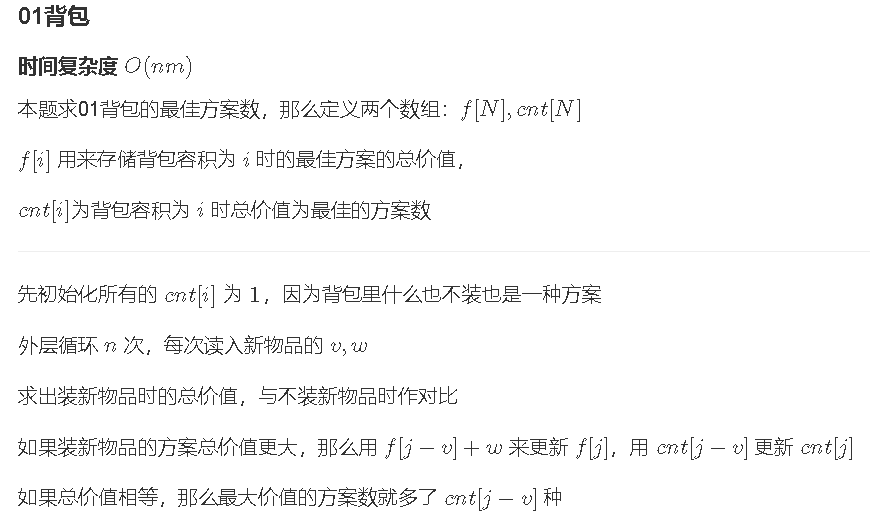 01背包
时间复杂度 O(nm)
本题求01背包的最佳方案数，那么定义两个数组：f[N], cnt[N]
f[i] 用来存储背包容积为 i 时的最佳方案的总价值，
cnt[i]为背包容积为 i 时总价值为最佳的方案数
先初始化所有的 cnt[i] 为 1，因为背包里什么也不装也是一种方案
外层循环 n 次，每次读入新物品的 v, w
求出装新物品时的总价值，与不装新物品时作对比
如果装新物品的方案总价值更大，那么用 f[j − v] + w 来更新 f[j]，用 cnt[j − v] 更新 cnt[j]
如果总价值相等，那么最大价值的方案数就多了 cnt[j − v] 种